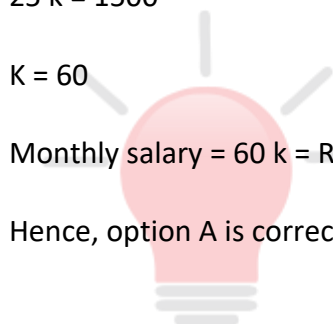 25 k = 1500
K = 60
Monthly salary = 60 k = R
Hence, option A is correc